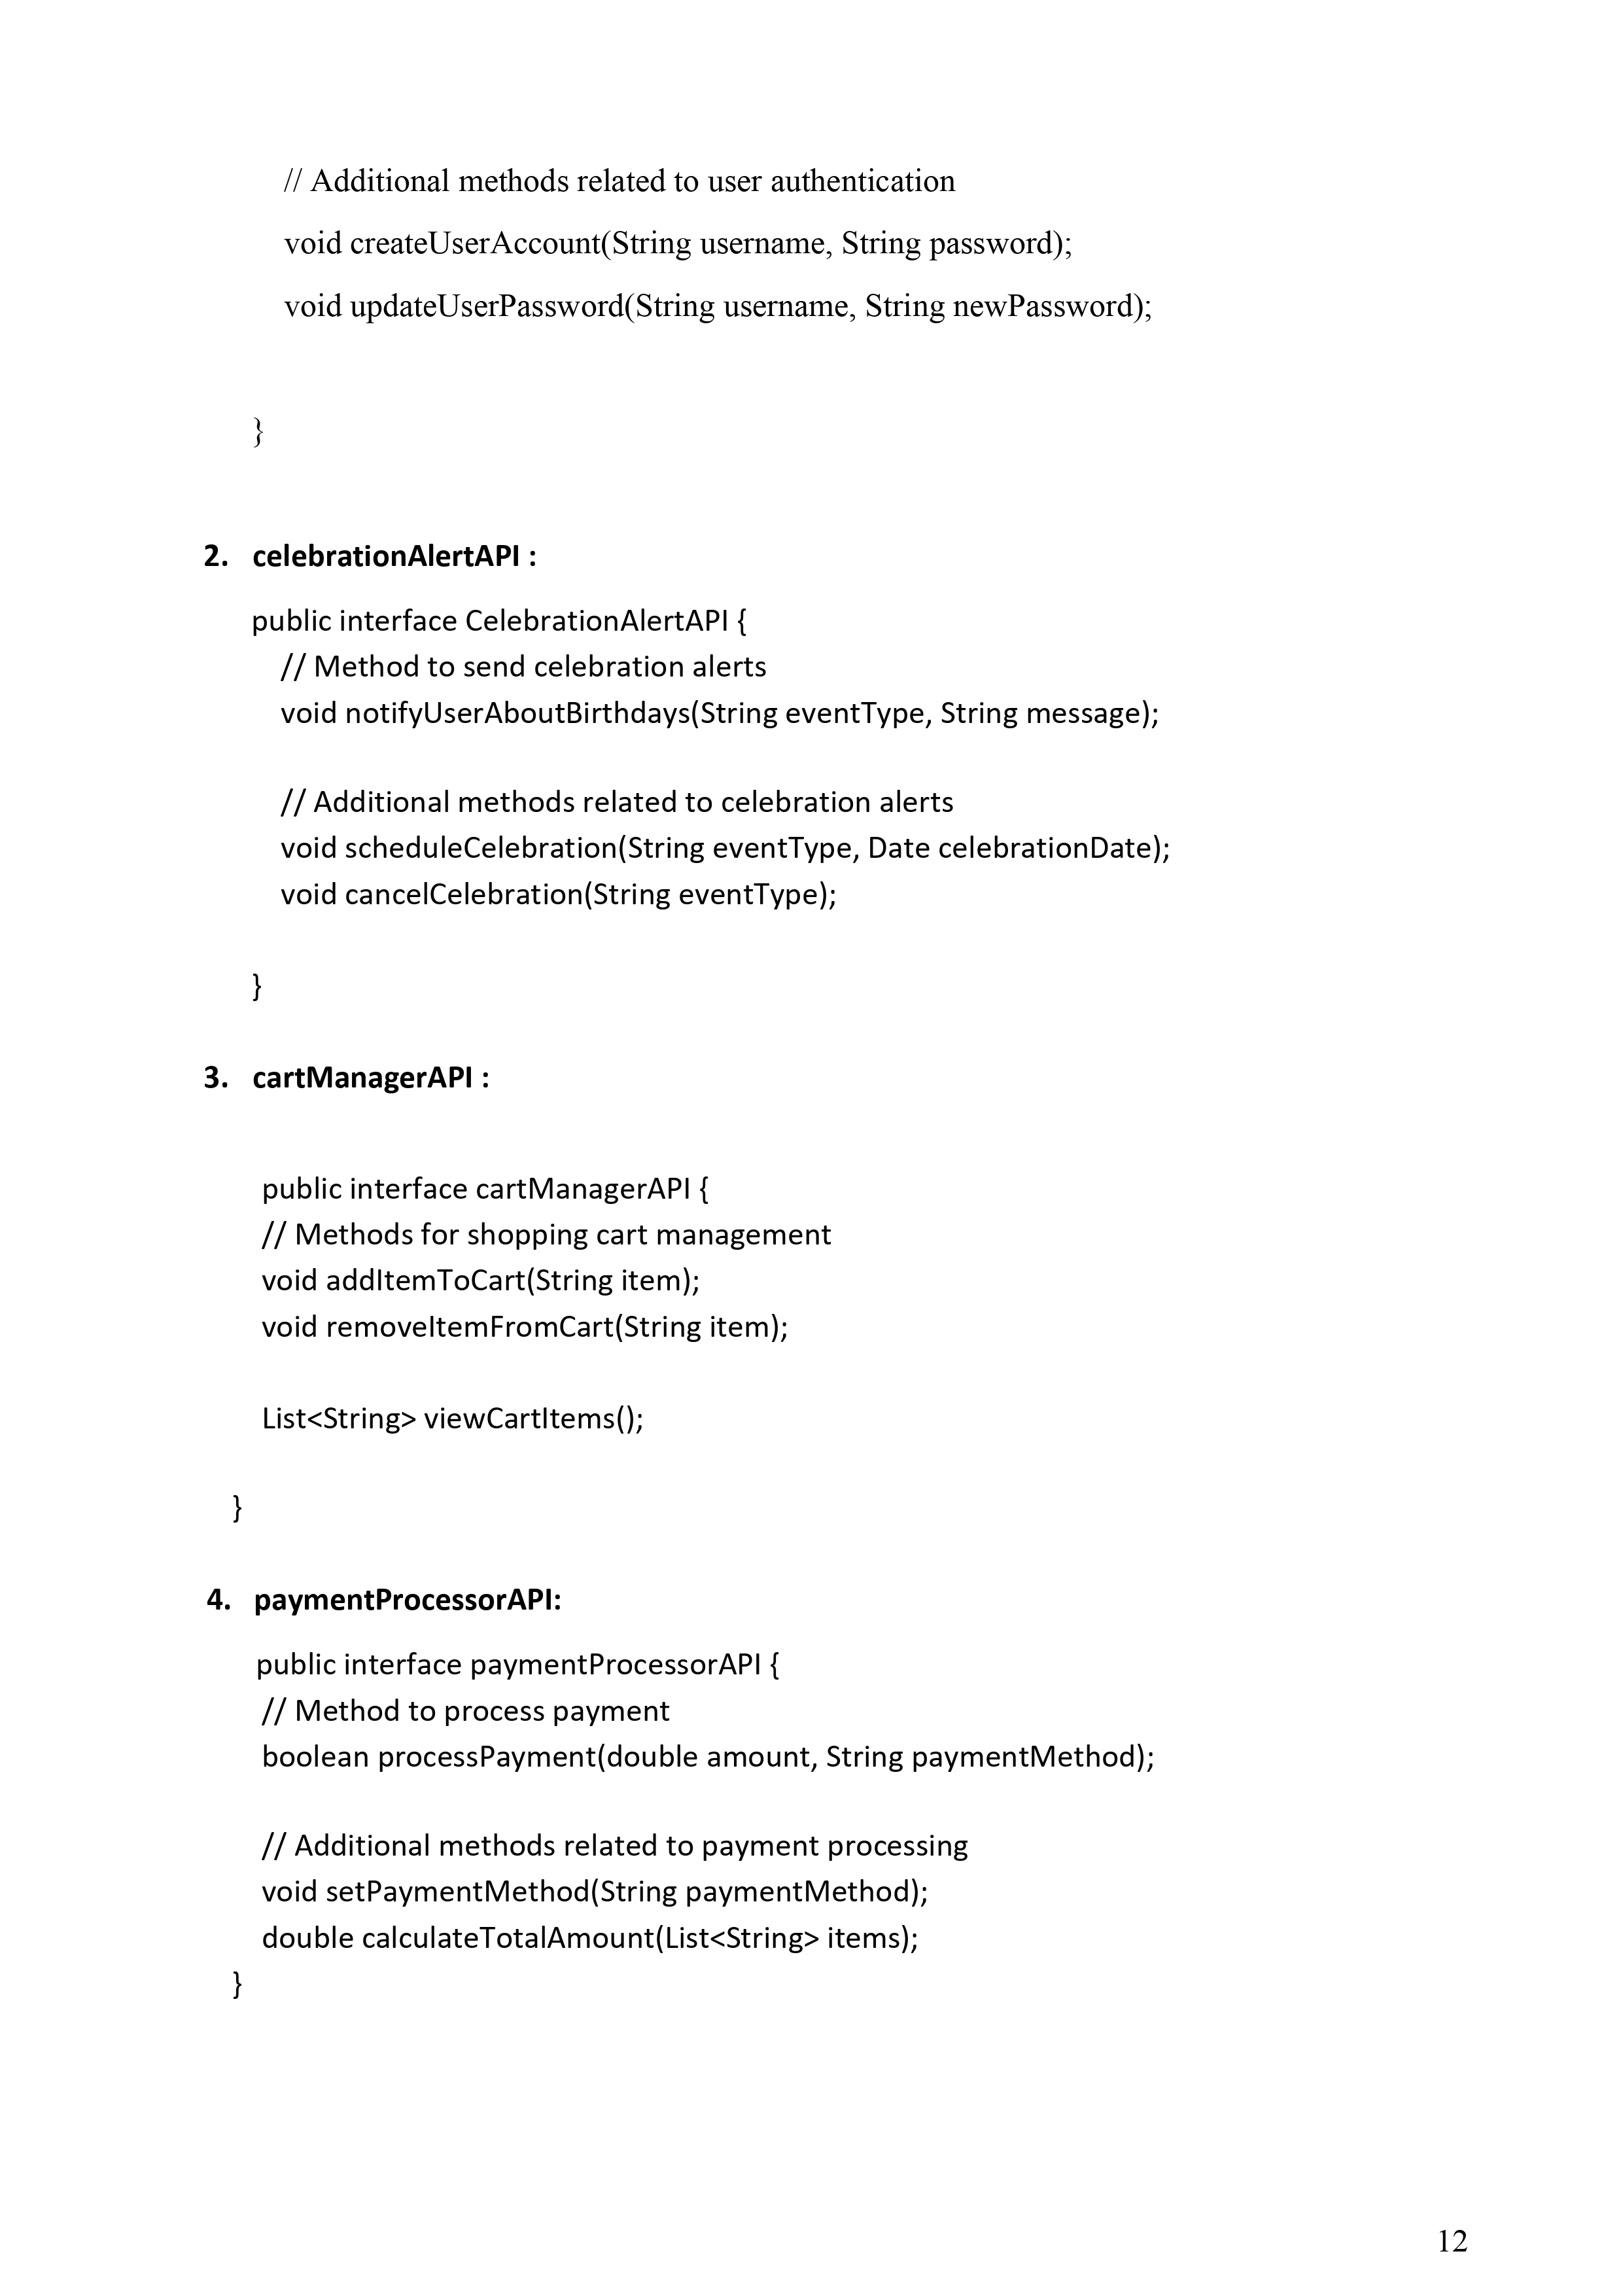 // Additional methods related to user authentication
void createUserAccount(String username, String password);
void updateUserPassword(String username, String newPassword);
}
2. celebrationAlertAPI :
public interface CelebrationAlertAPI {
// Method to send celebration alerts
void notifyUserAboutBirthdays(String eventType, String message);
// Additional methods related to celebration alerts
void scheduleCelebration(String eventType, Date celebrationDate);
void cancelCelebration(String eventType);
}
3. cartManagerAPI :
public interface cartManagerAPI {
// Methods for shopping cart management
void addItemToCart(String item);
void removeItemFromCart(String item);
List<String> viewCartItems();
}
4. paymentProcessorAPI:
public interface paymentProcessorAPI {
// Method to process payment
boolean processPayment(double amount, String paymentMethod);
// Additional methods related to payment processing
void setPaymentMethod(String paymentMethod);
double calculateTotalAmount(List<String> items);
}
12